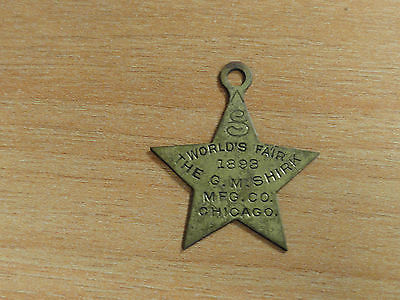 S
WORLD'S FAIR
1893
THE G.M. SHIRK
MFG. CO.
CHICAGO.